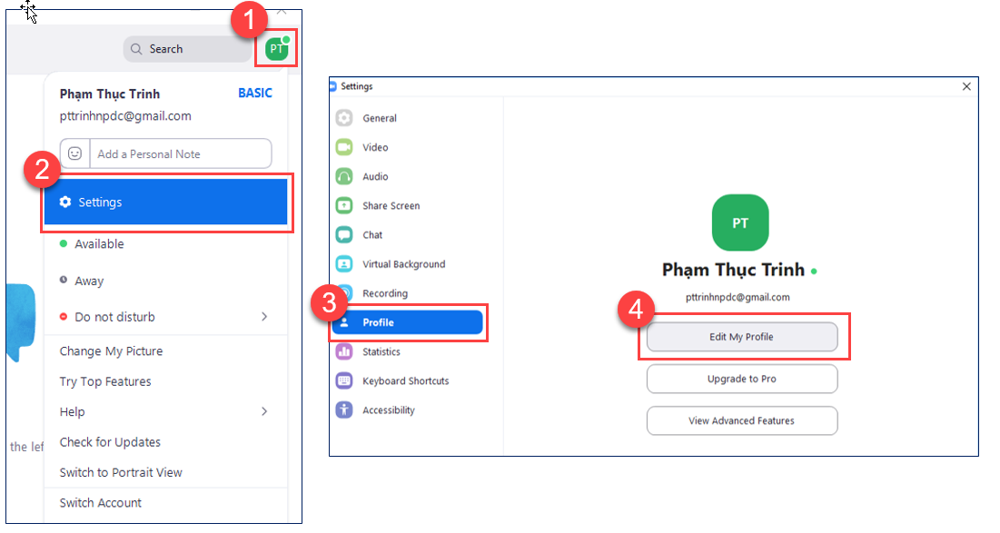 1
Search
PT
Phạm Thục Trinh
BASIC
pttrinhnpdc@gmail.com
Add a Personal Note
2
Settings
Available
Away
Do not disturb
Change My Picture
Try Top Features
Help
Check for Updates
the lef
Switch to Portrait View
Switch Account
Settings
General
Video
Audio
Share Screen
Chat
Virtual Background
Recording
3
Profile
Statistics
Keyboard Shortcuts
Accessibility
PT
Phạm Thục Trinh
pttrinhnpdc@gmail.com
4
Edit My Profile
Upgrade to Pro
View Advanced Features